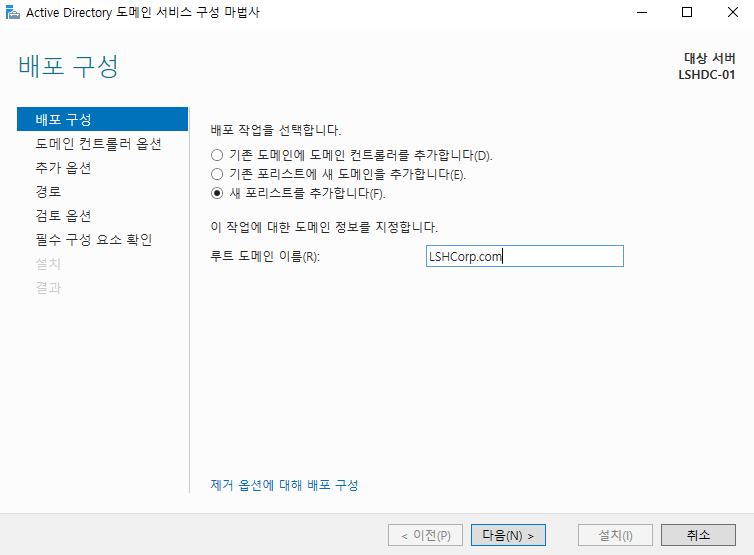 Active Directory 도메인 서비스 구성 마법사
배포 구성
대상 서버
LSHDC-01
배포 구성
도메인 컨트롤러 옵션
추가 옵션
경로
검토 옵션
필수 구성 요소 확인
설치
결과
배포 작업을 선택합니다.
기존 도메인에 도메인 컨트롤러를 추가합니다(D).
기존 포리스트에 새 도메인을 추가합니다(E).
새 포리스트를 추가합니다(F).
이 작업에 대한 도메인 정보를 지정합니다.
루트 도메인 이름(R): LSHCorp.com
제거 옵션에 대해 배포 구성
< 이전(P) 다음(N) > 설치(I) 취소